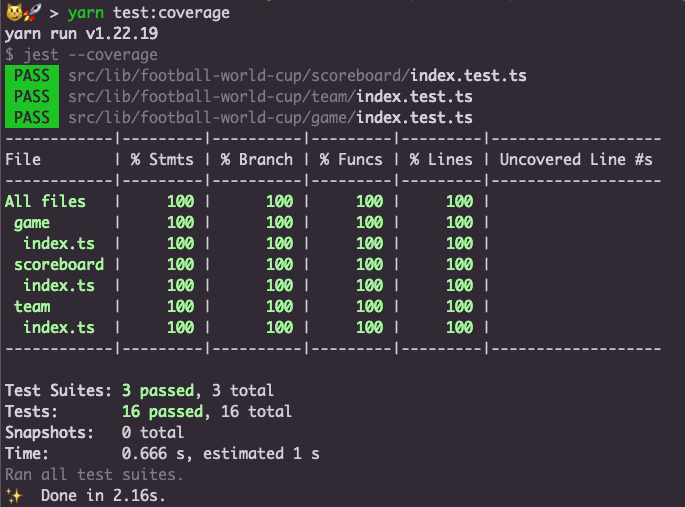 😼🚀 > yarn test:coverage
yarn run v1.22.19
$ jest --coverage
PASS src/lib/football-world-cup/scoreboard/index.test.ts
PASS src/lib/football-world-cup/team/index.test.ts
PASS src/lib/football-world-cup/game/index.test.ts
------------|---------|----------|---------|---------|-------------------
File        | % Stmts | % Branch | % Funcs | % Lines | Uncovered Line #s
------------|---------|----------|---------|---------|-------------------
All files   |     100 |      100 |     100 |     100 |
 game       |     100 |      100 |     100 |     100 |
  index.ts  |     100 |      100 |     100 |     100 |
 scoreboard |     100 |      100 |     100 |     100 |
  index.ts  |     100 |      100 |     100 |     100 |
 team       |     100 |      100 |     100 |     100 |
  index.ts  |     100 |      100 |     100 |     100 |
------------|---------|----------|---------|---------|-------------------
Test Suites: 3 passed, 3 total
Tests:       16 passed, 16 total
Snapshots:   0 total
Time:        0.666 s, estimated 1 s
Ran all test suites.
✨  Done in 2.16s.